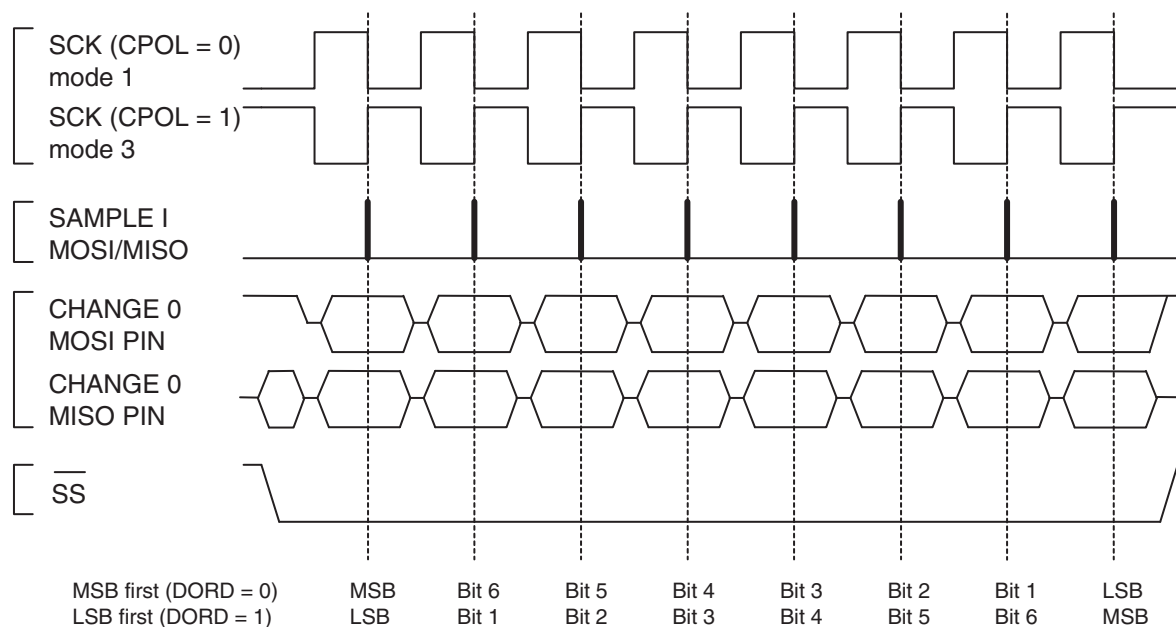 SCK (CPOL = 0)
mode 1
SCK (CPOL = 1)
mode 3
SAMPLE I
MOSI/MISO
CHANGE 0
MOSI PIN
CHANGE 0
MISO PIN
SS
MSB first (DORD = 0) MSB Bit 6 Bit 5 Bit 4 Bit 3 Bit 2 Bit 1 LSB
LSB first (DORD = 1) LSB Bit 1 Bit 2 Bit 3 Bit 4 Bit 5 Bit 6 MSB